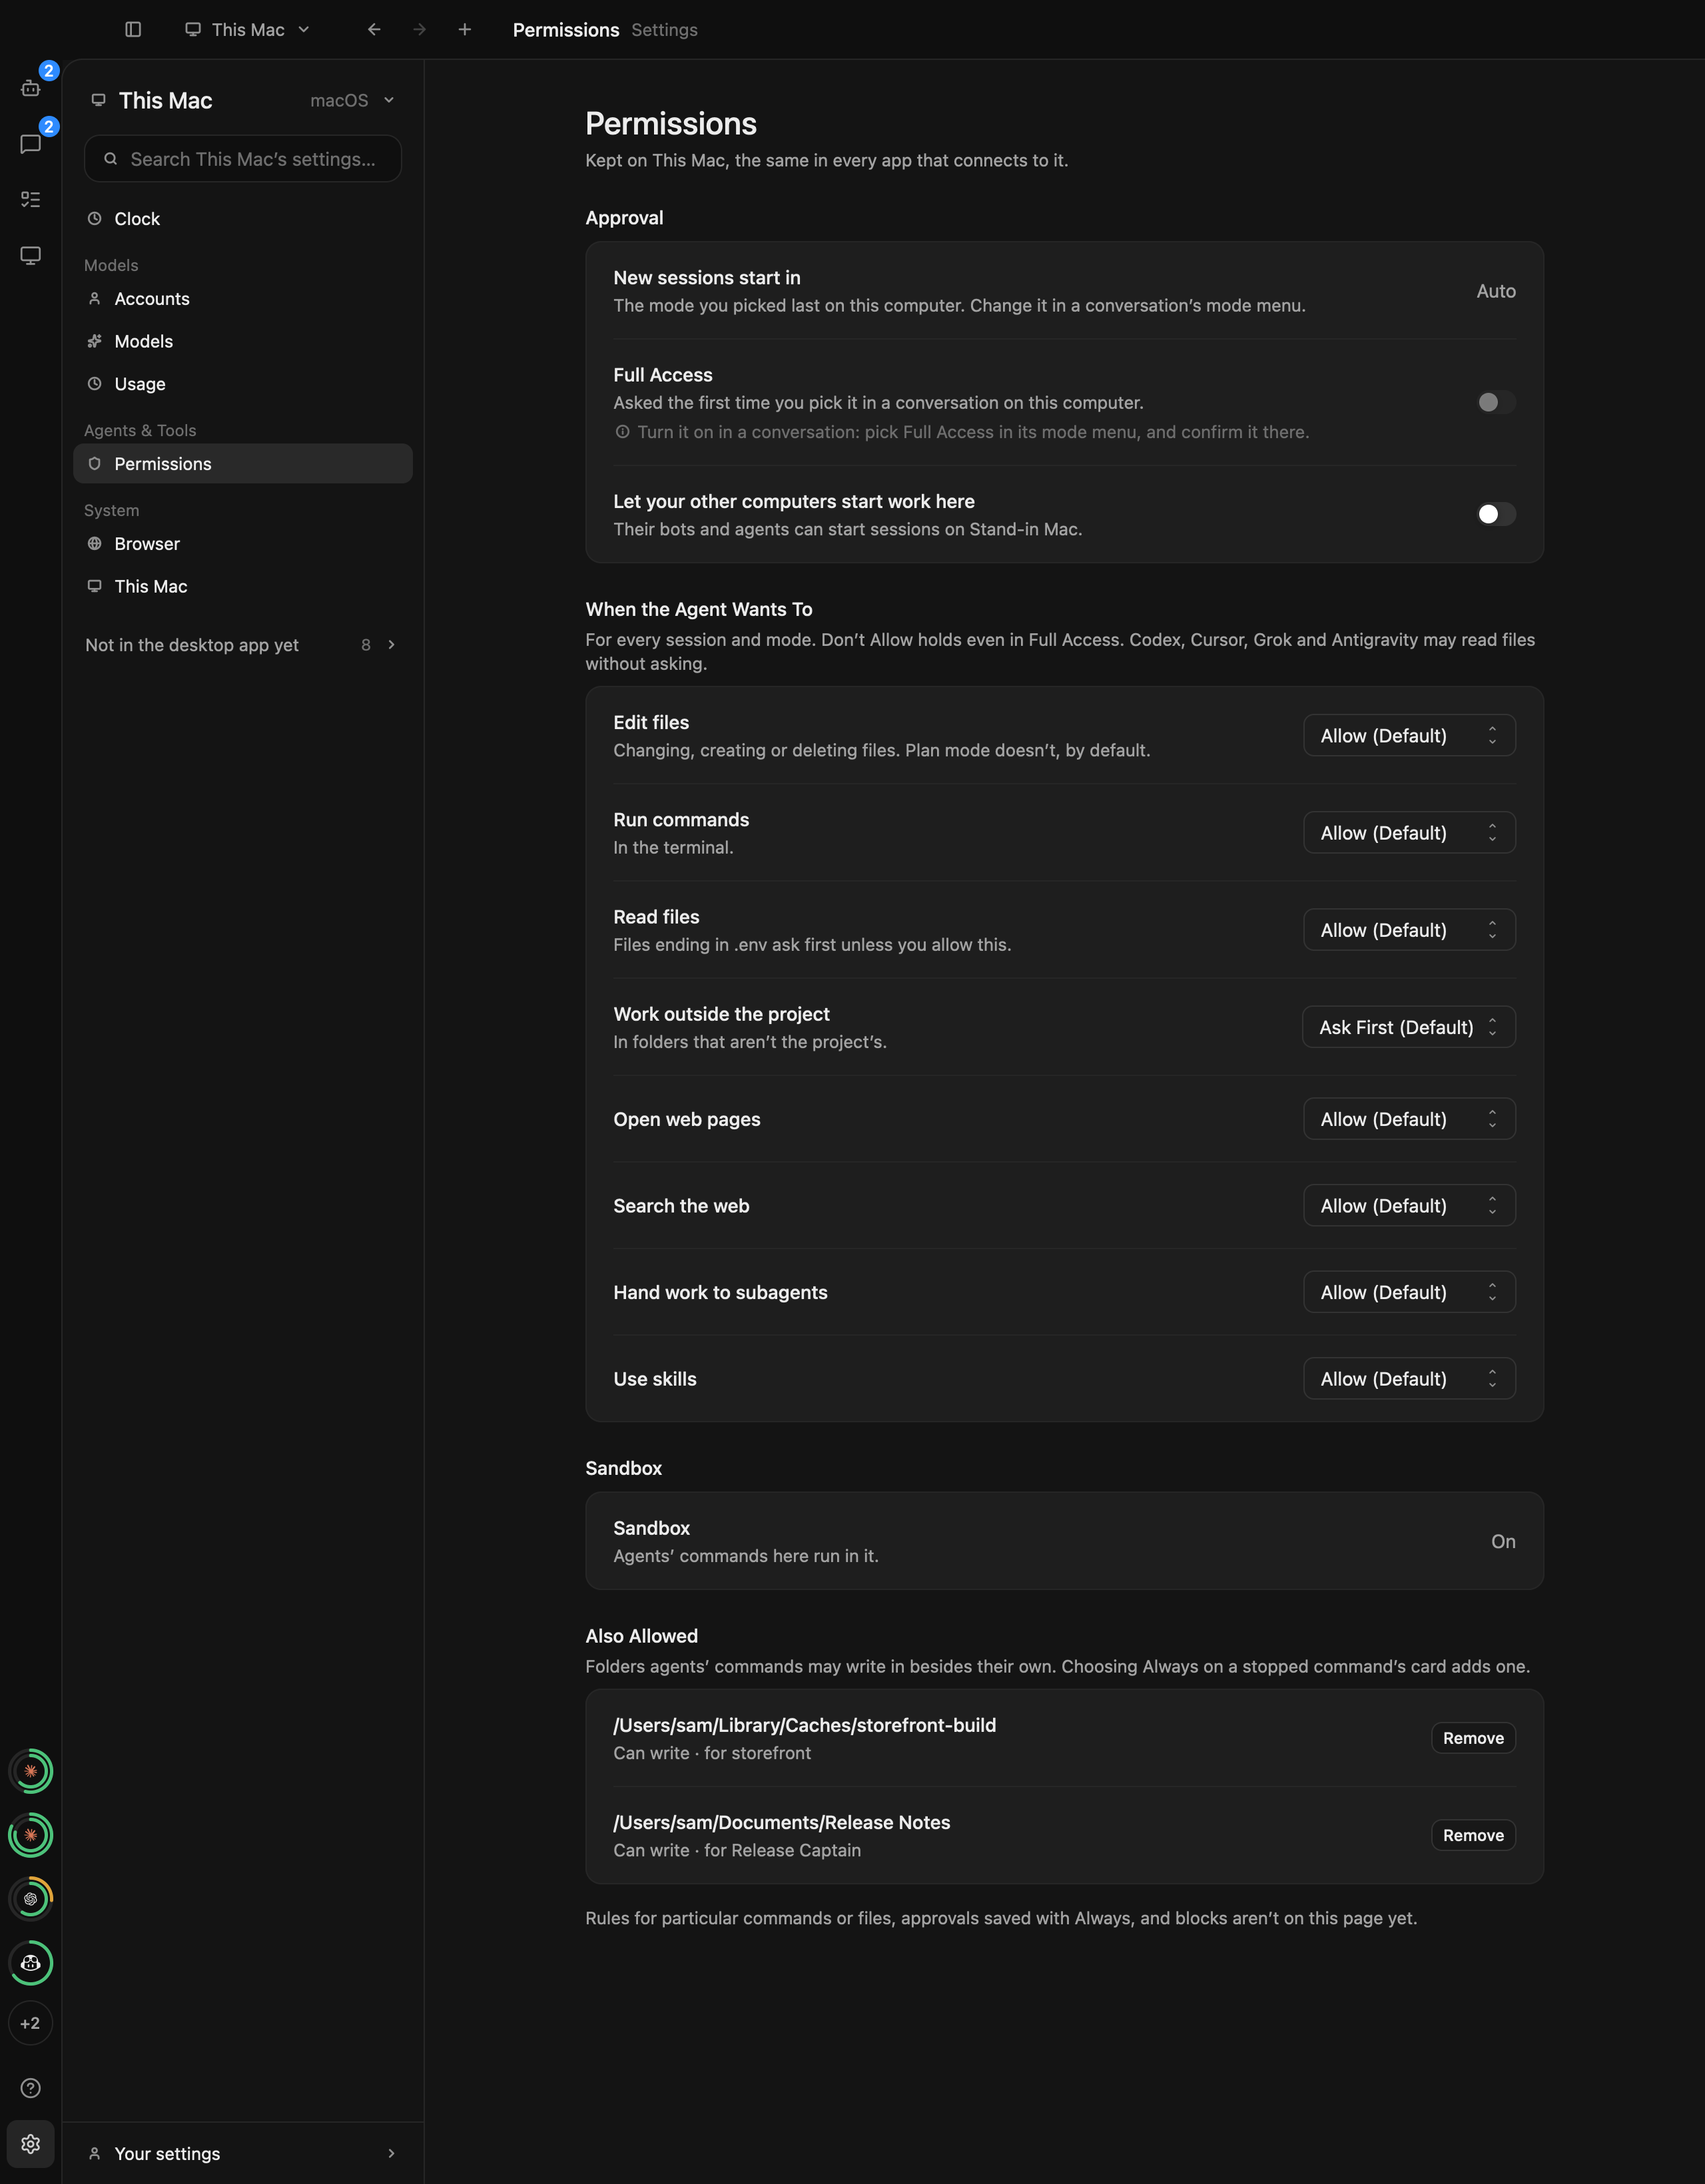 This Mac
Permissions Settings
2
2
This Mac
macOS
Search This Mac’s settings...
Clock
Models
Accounts
Models
Usage
Agents & Tools
Permissions
System
Browser
This Mac
Not in the desktop app yet 8
+2
Your settings
Permissions
Kept on This Mac, the same in every app that connects to it.
Approval
New sessions start in
The mode you picked last on this computer. Change it in a conversation’s mode menu.
Auto
Full Access
Asked the first time you pick it in a conversation on this computer.
Turn it on in a conversation: pick Full Access in its mode menu, and confirm it there.
Let your other computers start work here
Their bots and agents can start sessions on Stand-in Mac.
When the Agent Wants To
For every session and mode. Don’t Allow holds even in Full Access. Codex, Cursor, Grok and Antigravity may read files
without asking.
Edit files
Changing, creating or deleting files. Plan mode doesn’t, by default.
Allow (Default)
Run commands
In the terminal.
Allow (Default)
Read files
Files ending in .env ask first unless you allow this.
Allow (Default)
Work outside the project
In folders that aren’t the project’s.
Ask First (Default)
Open web pages
Allow (Default)
Search the web
Allow (Default)
Hand work to subagents
Allow (Default)
Use skills
Allow (Default)
Sandbox
Sandbox
Agents’ commands here run in it.
On
Also Allowed
Folders agents’ commands may write in besides their own. Choosing Always on a stopped command’s card adds one.
/Users/sam/Library/Caches/storefront-build
Can write · for storefront
Remove
/Users/sam/Documents/Release Notes
Can write · for Release Captain
Remove
Rules for particular commands or files, approvals saved with Always, and blocks aren’t on this page yet.